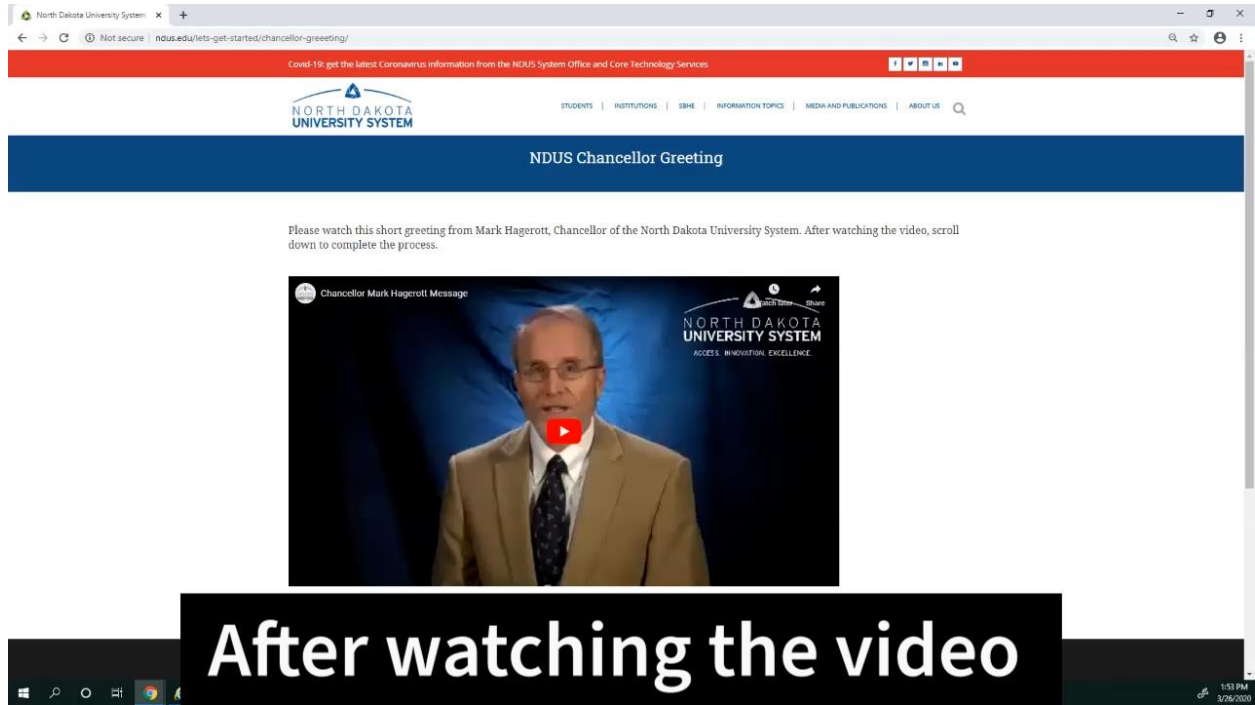 North Dakota University System
Not secure | ndus.edu/lets-get-started/chancellor-greeeting/
Covid-19: get the latest Coronavirus information from the NDUS System Office and Core Technology Services
NORTH DAKOTA
UNIVERSITY SYSTEM
STUDENTS | INSTITUTIONS | SBHE | INFORMATION TOPICS | MEDIA AND PUBLICATIONS | ABOUT US
NDUS Chancellor Greeting
Please watch this short greeting from Mark Hagerott, Chancellor of the North Dakota University System. After watching the video, scroll
down to complete the process.
Chancellor Mark Hagerott Message
Watch later Share
NORTH DAKOTA
UNIVERSITY SYSTEM
ACCESS. INNOVATION. EXCELLENCE.
After watching the video
1:53 PM
3/26/2020